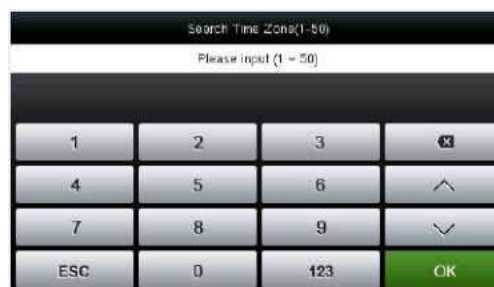 Search Time Zone(1-50)
Please input (1 ~ 50)
1 2 3
4 5 6
7 8 9
ESC 0 123 OK